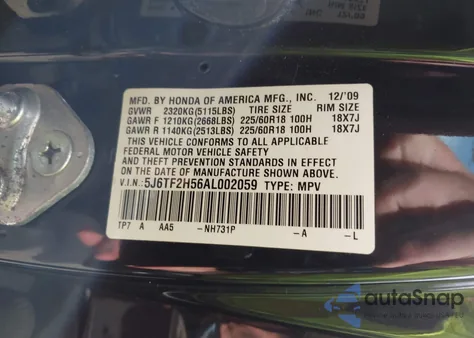 MFD. BY HONDA OF AMERICA MFG., INC. 12/'09
GVWR 2320KG(5115LBS) TIRE SIZE RIM SIZE
GAWR F 1210KG(2668LBS) 225/60R18 100H 18X7J
GAWR R 1140KG(2513LBS) 225/60R18 100H 18X7J
THIS VEHICLE CONFORMS TO ALL APPLICABLE
FEDERAL MOTOR VEHICLE SAFETY AND
THEFT PREVENTION STANDARDS IN EFFECT ON
THE DATE OF MANUFACTURE SHOWN ABOVE.
V.I.N.: 5J6TF2H56AL002059 TYPE: MPV
TP7 A AA5 -NH731P -A -L
autoSnap